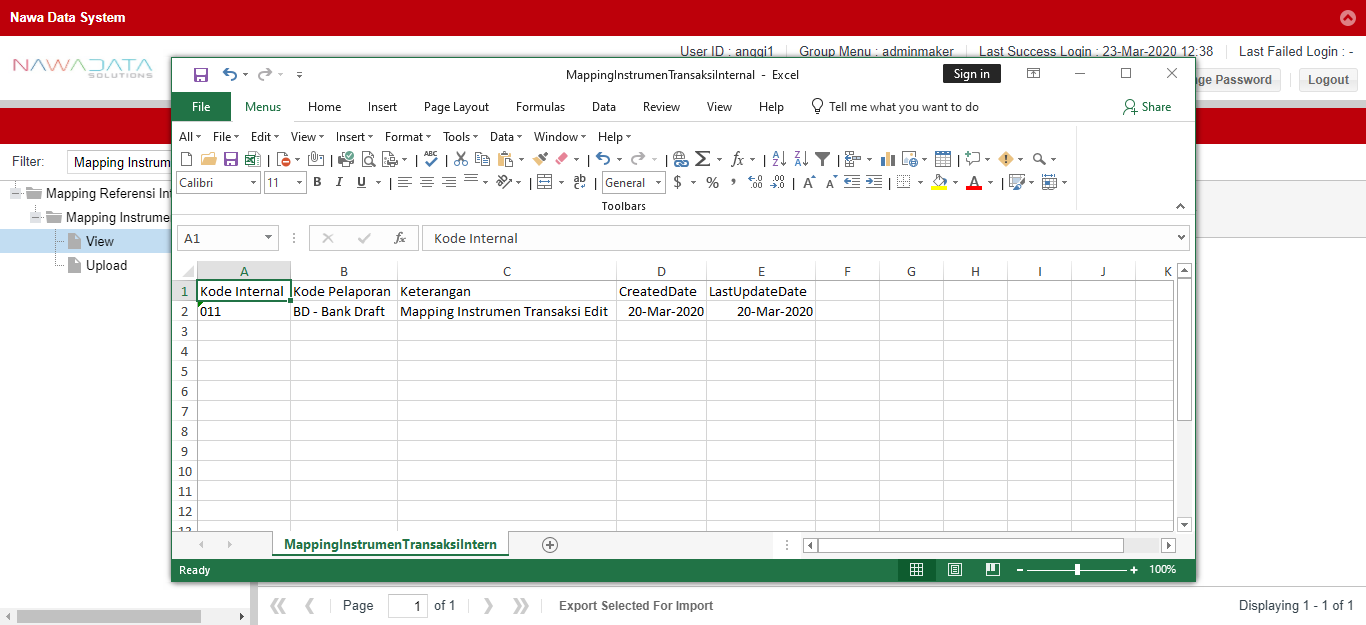 Nawa Data System
NAWADATA
SOLUTIONS
User ID : anggi1 Group Menu : adminmaker Last Success Login : 23-Mar-2020 12:38 Last Failed Login : -
Password Logout
MappingInstrumenTransaksiInternal - Excel
Sign in
File Menus Home Insert Page Layout Formulas Data Review View Help Tell me what you want to do Share
All File Edit View Insert Format Tools Data Window Help
Calibri 11 B I U General $ %
Toolbars
A1 fx Kode Internal
Filter: Mapping Instrum
Mapping Referensi Int
Mapping Instrume
View
Upload
A B C D E F G H I J K
1 Kode Internal Kode Pelaporan Keterangan CreatedDate LastUpdateDate
2 011 BD - Bank Draft Mapping Instrumen Transaksi Edit 20-Mar-2020 20-Mar-2020
3
4
5
6
7
8
9
10
11
12
13
MappingInstrumenTransaksiIntern
Ready 100%
Page 1 of 1 Export Selected For Import Displaying 1 - 1 of 1